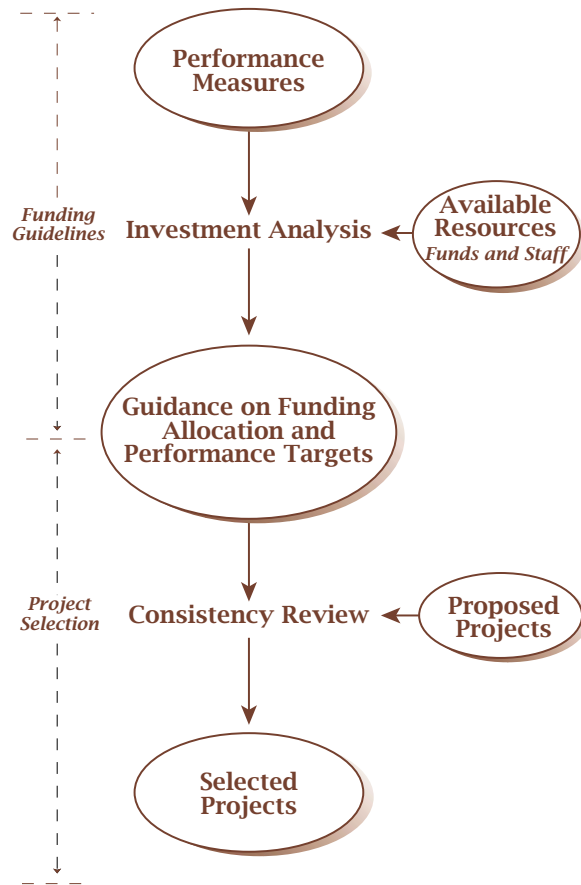 Performance
Measures
Funding
Guidelines
Investment Analysis
Available
Resources
Funds and Staff
Guidance on Funding
Allocation and
Performance Targets
Project
Selection
Consistency Review
Proposed
Projects
Selected
Projects